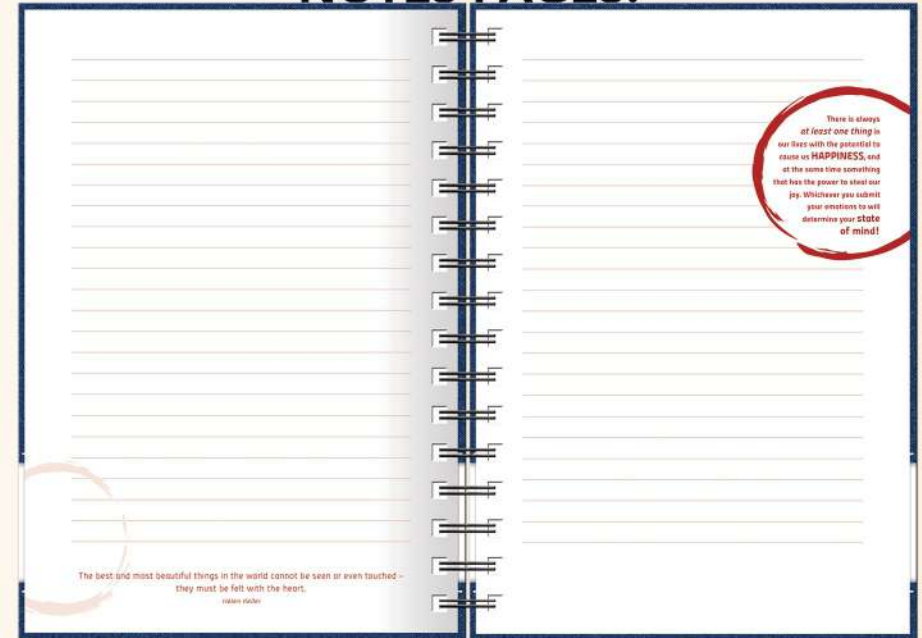 NOTES PAGES:
The best and most beautiful things in the world cannot be seen or even touched –
they must be felt with the heart.
Helen Keller
There is always
at least one thing in
our lives with the potential to
cause us HAPPINESS, and
at the same time something
that has the power to steal our
joy. Whichever you submit
your emotions to will
determine your state
of mind!